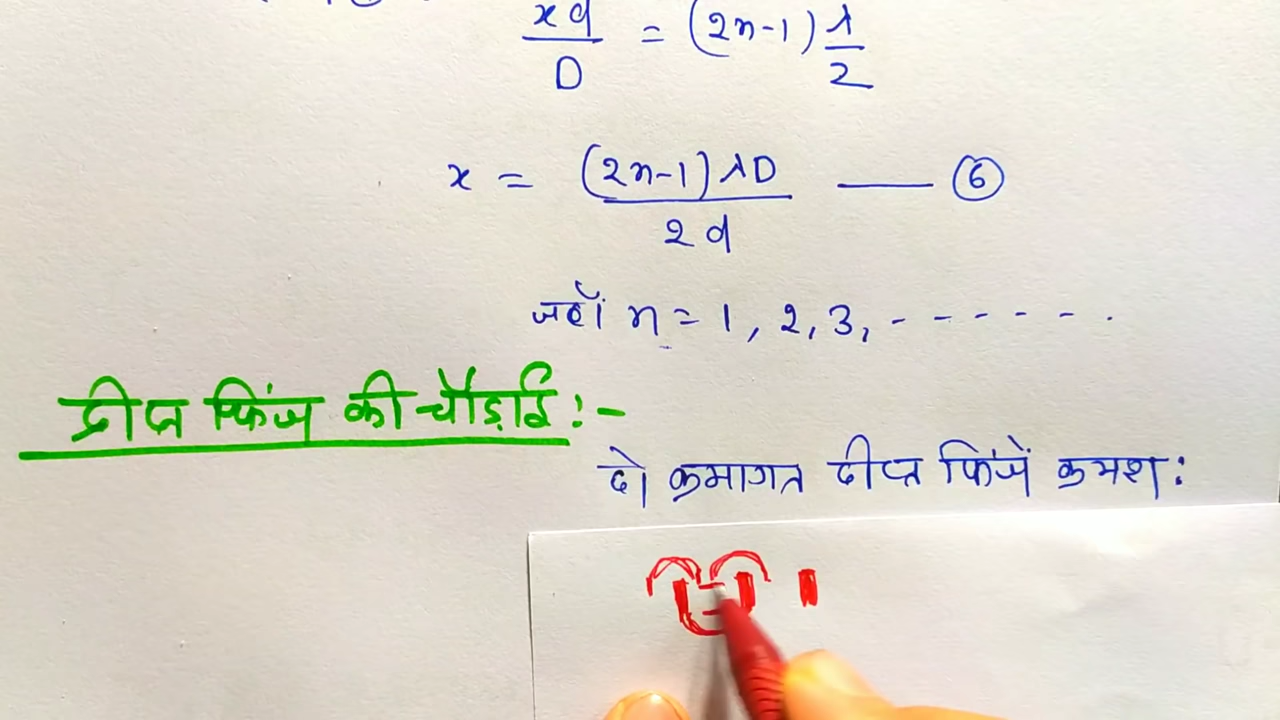 xd/D = (2n-1) λ/2
x = (2n-1)λD/2d —— ⑥
जहाँ n = 1, 2, 3, - - - - - - .
दीप्त फ्रिंज की चौड़ाई :-
दो क्रमागत दीप्त फ्रिंजें क्रमश :